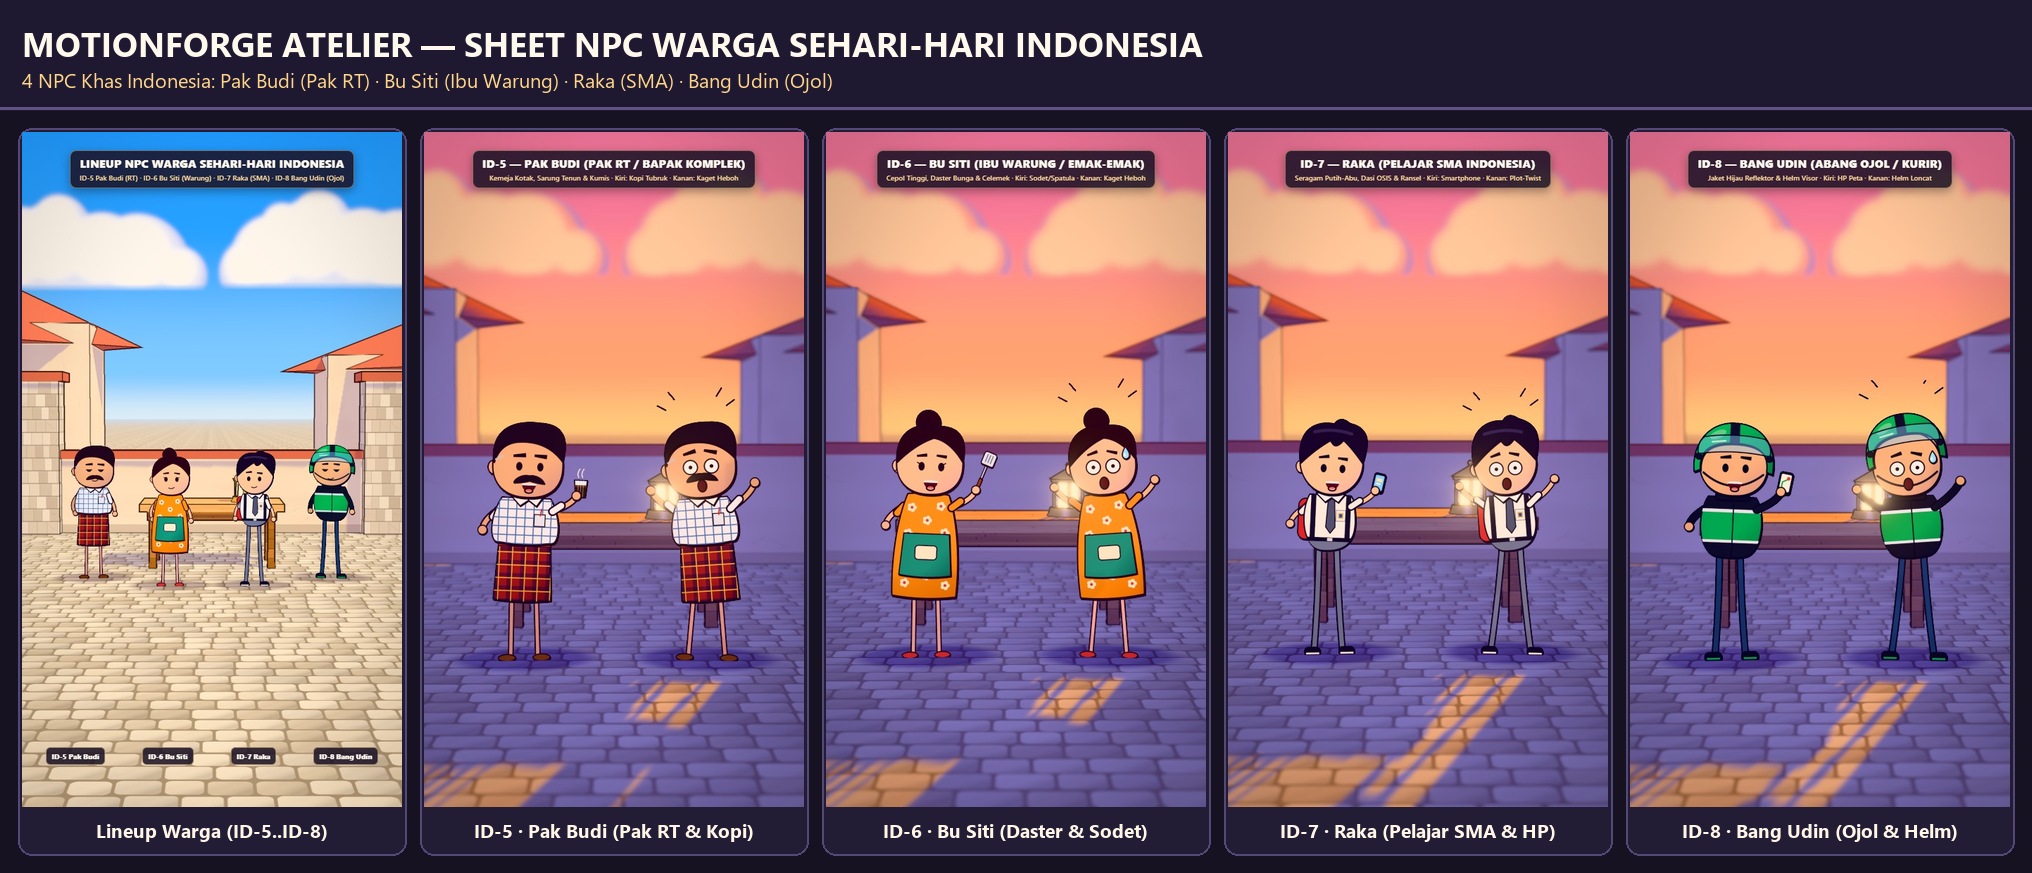 MOTIONFORGE ATELIER — SHEET NPC WARGA SEHARI-HARI INDONESIA
4 NPC Khas Indonesia: Pak Budi (Pak RT) · Bu Siti (Ibu Warung) · Raka (SMA) · Bang Udin (Ojol)
LINEUP NPC WARGA SEHARI-HARI INDONESIA
ID-5 Pak Budi (RT) · ID-6 Bu Siti (Warung) · ID-7 Raka (SMA) · ID-8 Bang Udin (Ojol)
ID-5 Pak Budi
ID-6 Bu Siti
ID-7 Raka
ID-8 Bang Udin
Lineup Warga (ID-5..ID-8)
ID-5 — PAK BUDI (PAK RT / BAPAK KOMPLEK)
Kemeja Kotak, Sarung Tenun & Kumis · Kiri: Kopi Tubruk · Kanan: Kaget Heboh
ID-5 · Pak Budi (Pak RT & Kopi)
ID-6 — BU SITI (IBU WARUNG / EMAK-EMAK)
Cepol Tinggi, Daster Bunga & Celemek · Kiri: Sodet/Spatula · Kanan: Kaget Heboh
ID-6 · Bu Siti (Daster & Sodet)
ID-7 — RAKA (PELAJAR SMA INDONESIA)
Seragam Putih-Abu, Dasi OSIS & Ransel · Kiri: Smartphone · Kanan: Plot-Twist
ID-7 · Raka (Pelajar SMA & HP)
ID-8 — BANG UDIN (ABANG OJOL / KURIR)
Jaket Hijau Reflektor & Helm Visor · Kiri: HP Peta · Kanan: Helm Loncat
ID-8 · Bang Udin (Ojol & Helm)